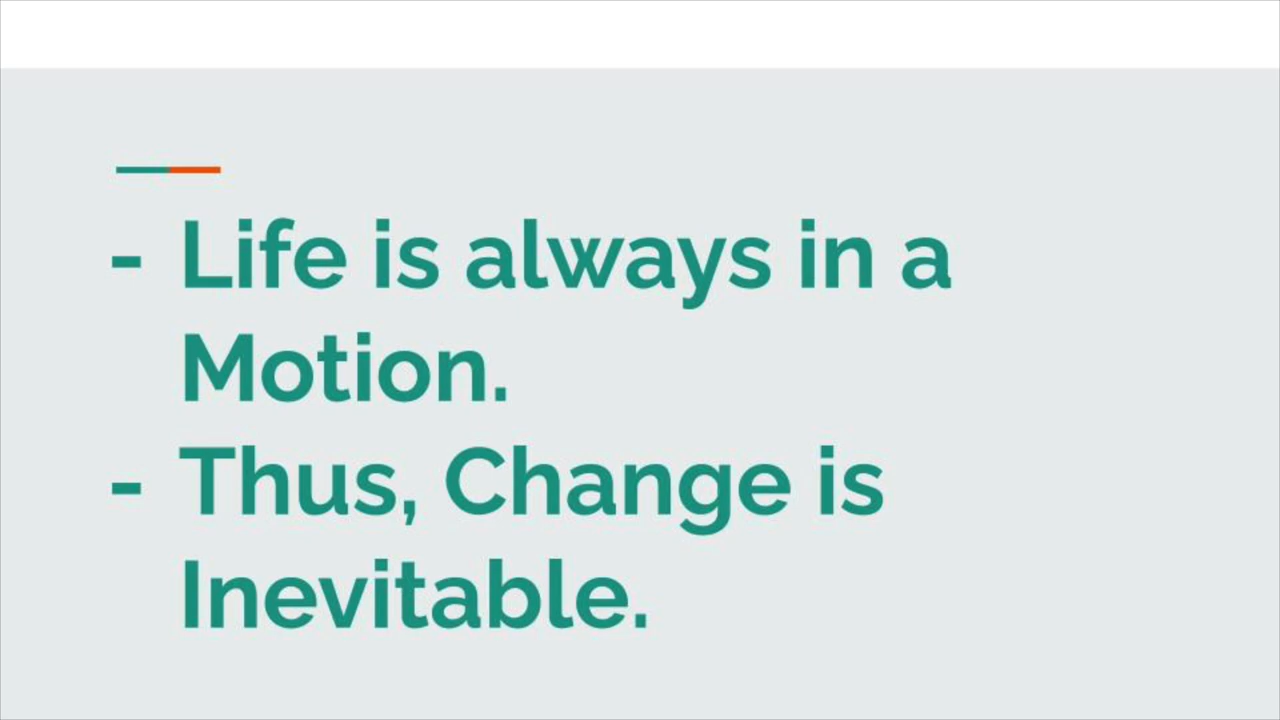 - Life is always in a
Motion.
- Thus, Change is
Inevitable.